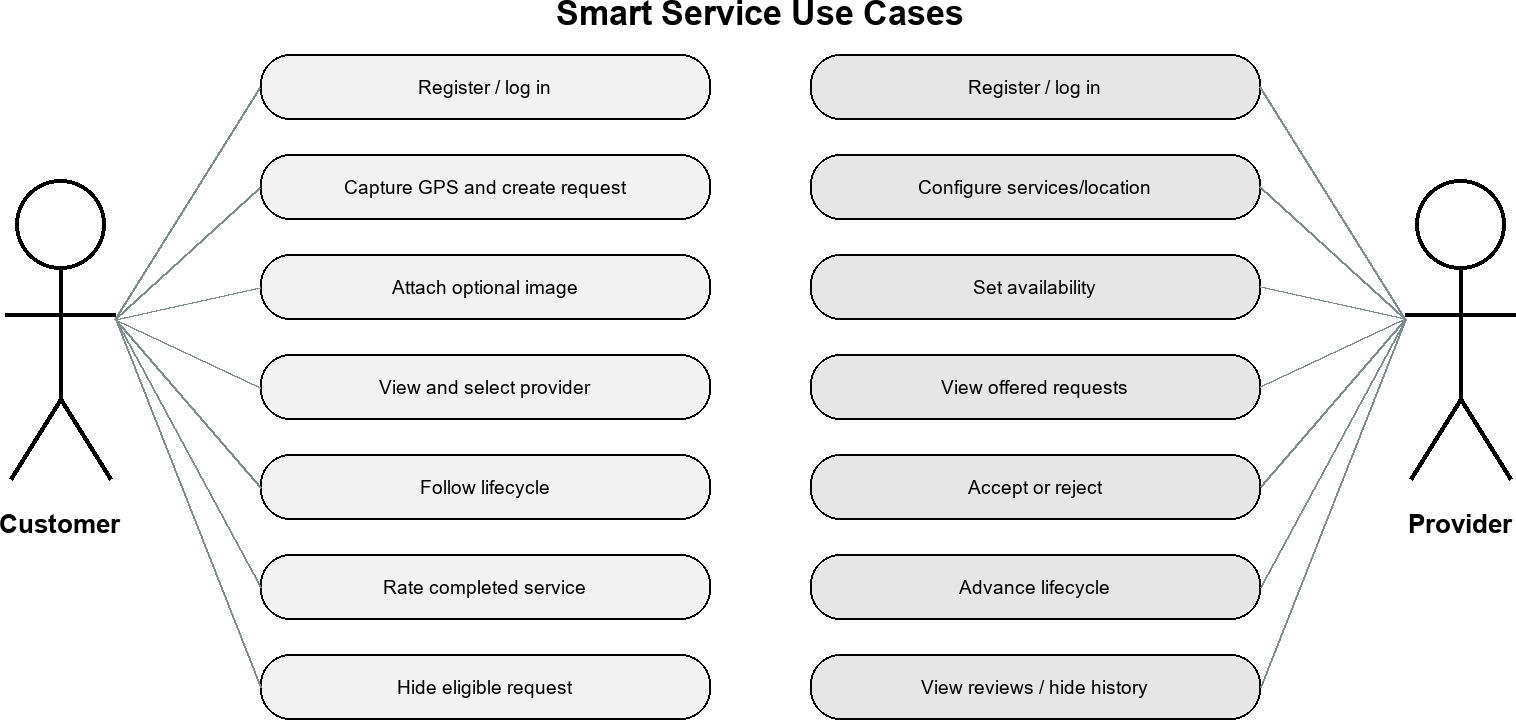 Smart Service Use Cases
Register / log in
Register / log in
Capture GPS and create request
Configure services/location
Attach optional image
Set availability
View and select provider
View offered requests
Follow lifecycle
Accept or reject
Customer
Provider
Rate completed service
Advance lifecycle
Hide eligible request
View reviews / hide history